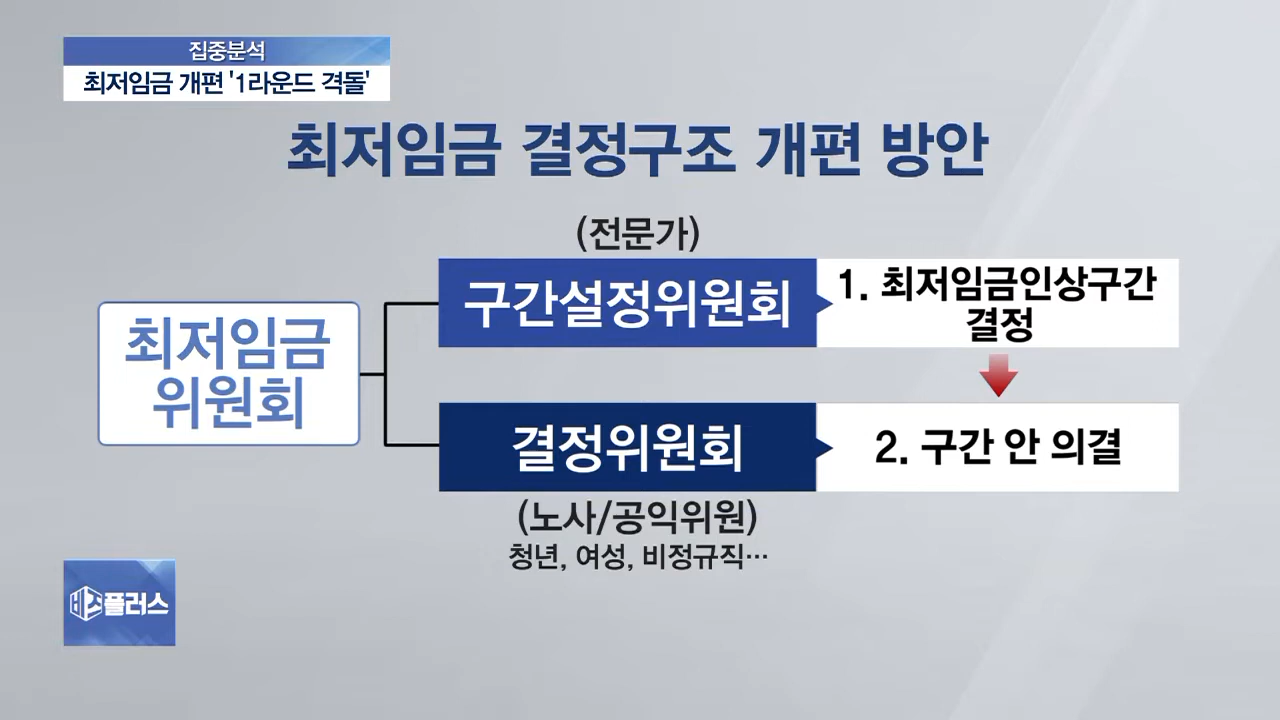 집중분석
최저임금 개편 '1라운드 격돌'
최저임금 결정구조 개편 방안
(전문가)
최저임금
위원회
구간설정위원회
1. 최저임금인상구간
결정
결정위원회
2. 구간 안 의결
(노사/공익위원)
청년, 여성, 비정규직…
비즈플러스